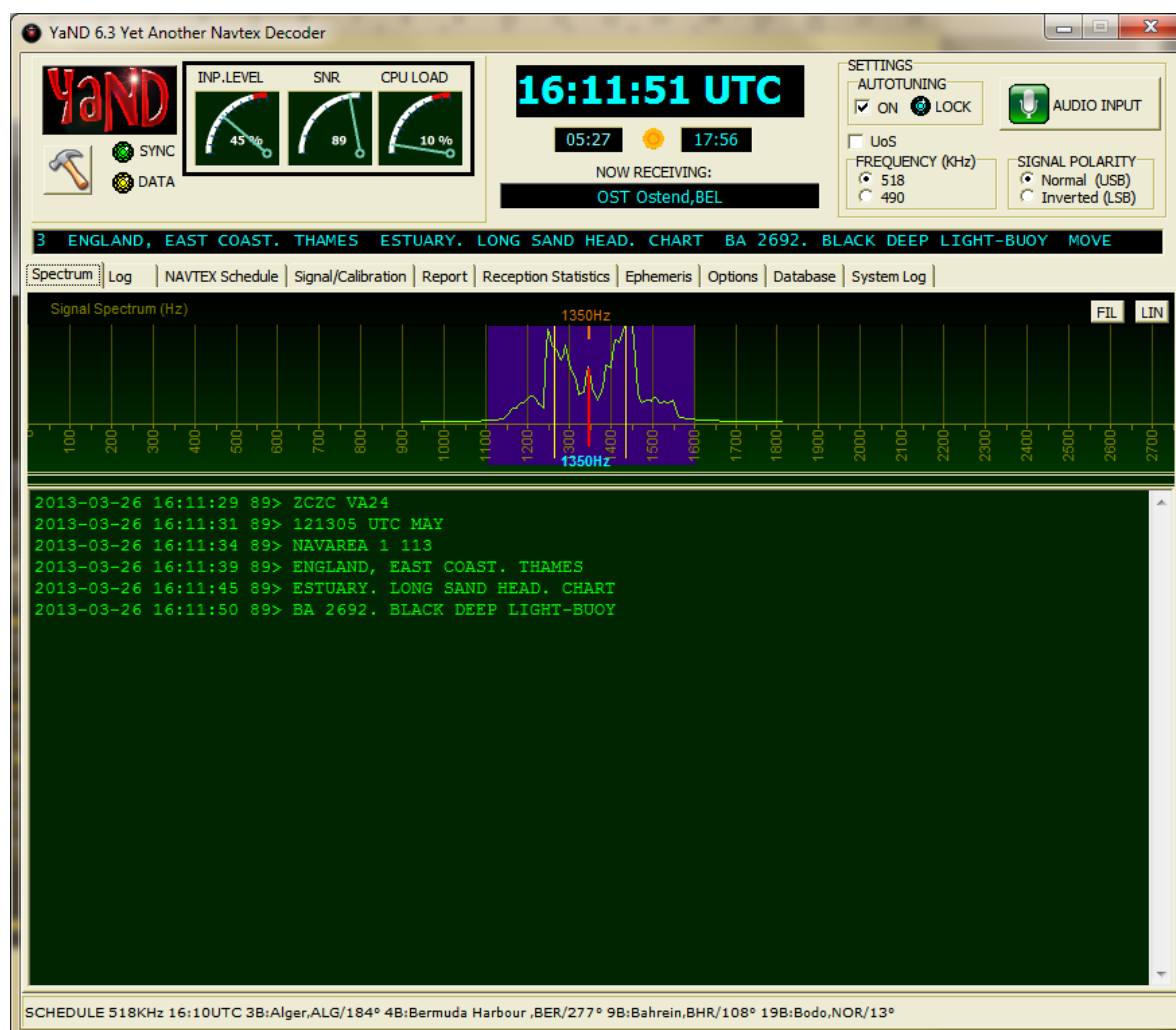 YaND 6.3 Yet Another Navtex Decoder
YaND
INP.LEVEL SNR CPU LOAD
45 % 89 10 %
SYNC
DATA
16:11:51 UTC
05:27 17:56
NOW RECEIVING:
OST Ostend,BEL
SETTINGS
AUTOTUNING
ON LOCK
AUDIO INPUT
UoS
FREQUENCY (KHz)
518
490
SIGNAL POLARITY
Normal (USB)
Inverted (LSB)
3 ENGLAND, EAST COAST. THAMES ESTUARY. LONG SAND HEAD. CHART BA 2692. BLACK DEEP LIGHT-BUOY MOVE
Spectrum Log NAVTEX Schedule Signal/Calibration Report Reception Statistics Ephemeris Options Database System Log
Signal Spectrum (Hz) 1350Hz FIL LIN
0 100 200 300 400 500 600 700 800 900 1000 1100 1200 1300 1400 1500 1600 1700 1800 1900 2000 2100 2200 2300 2400 2500 2600 2700
1350Hz
2013-03-26 16:11:29 89> ZCZC VA24
2013-03-26 16:11:31 89> 121305 UTC MAY
2013-03-26 16:11:34 89> NAVAREA 1 113
2013-03-26 16:11:39 89> ENGLAND, EAST COAST. THAMES
2013-03-26 16:11:45 89> ESTUARY. LONG SAND HEAD. CHART
2013-03-26 16:11:50 89> BA 2692. BLACK DEEP LIGHT-BUOY
SCHEDULE 518KHz 16:10UTC 3B:Alger,ALG/184° 4B:Bermuda Harbour ,BER/277° 9B:Bahrein,BHR/108° 19B:Bodo,NOR/13°